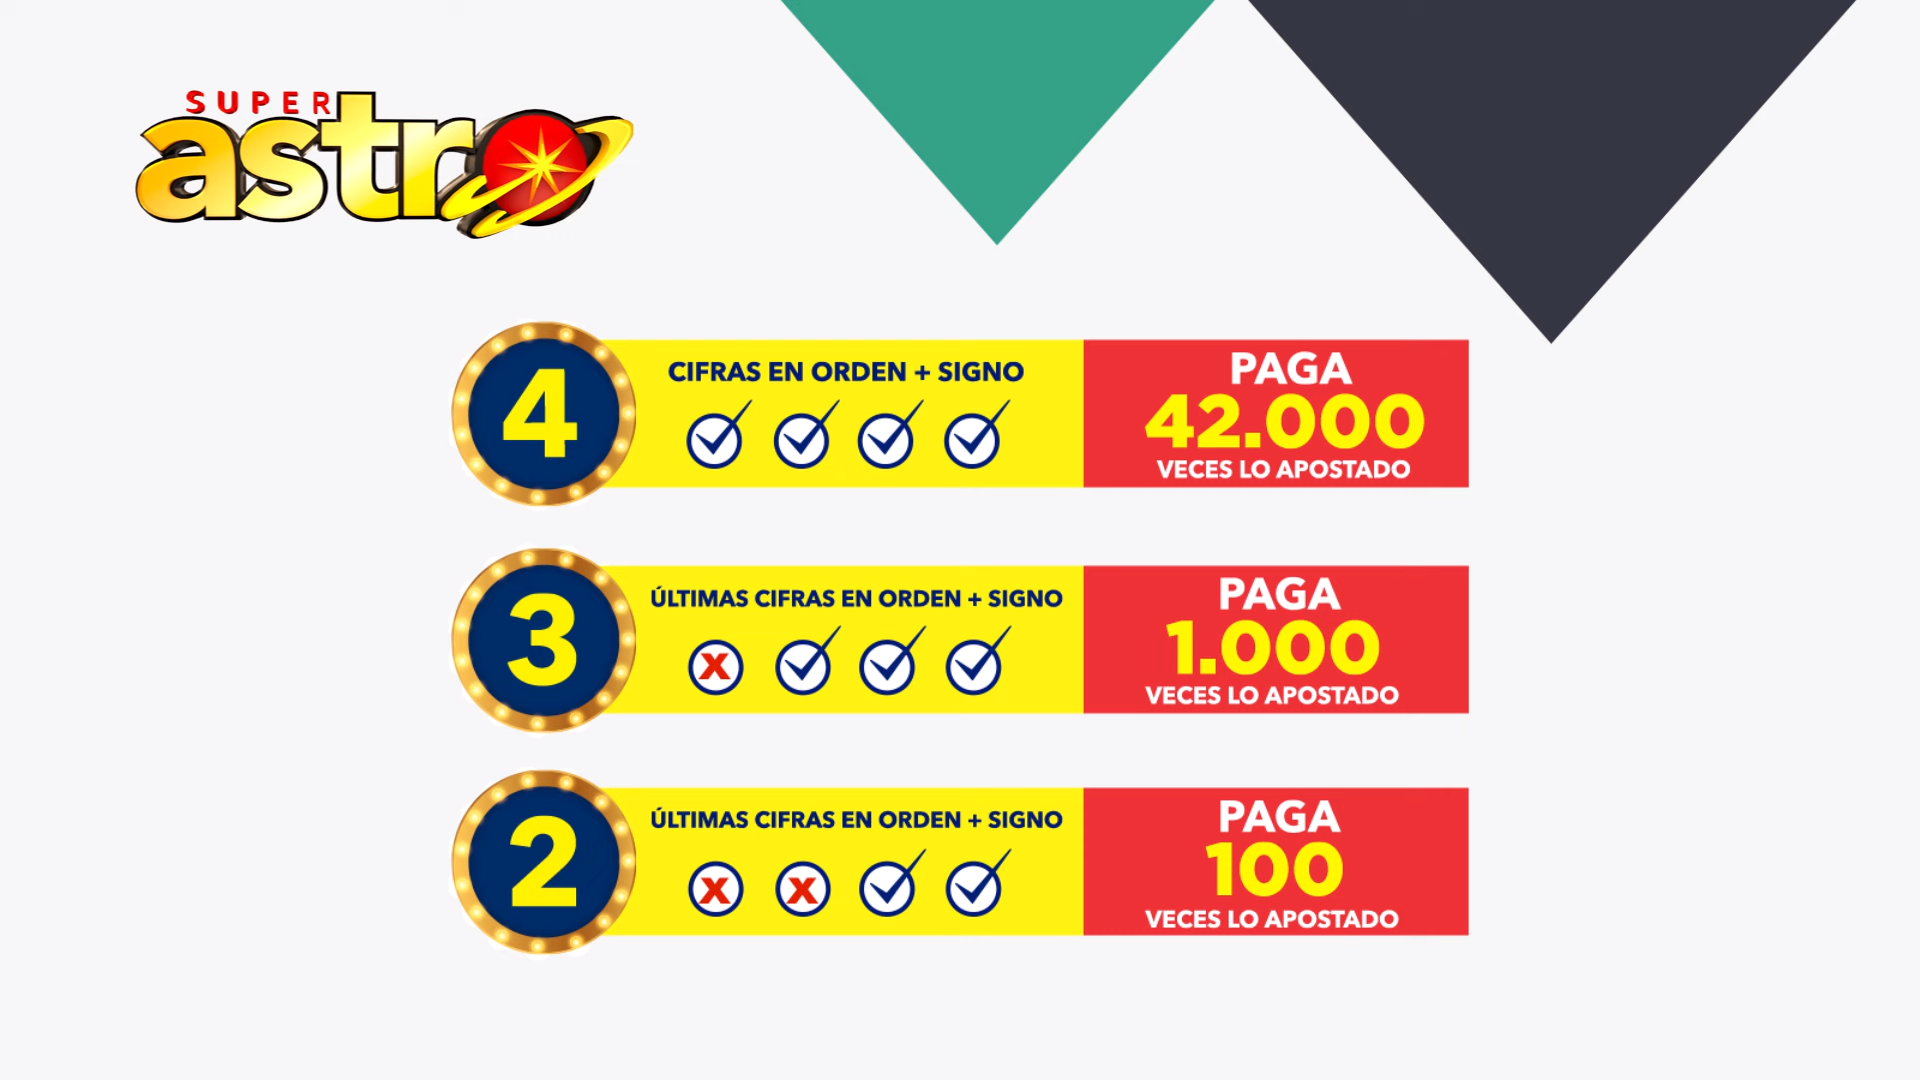 SUPER
astro
4
CIFRAS EN ORDEN + SIGNO
PAGA
42.000
VECES LO APOSTADO
3
ÚLTIMAS CIFRAS EN ORDEN + SIGNO
X
PAGA
1.000
VECES LO APOSTADO
2
ÚLTIMAS CIFRAS EN ORDEN + SIGNO
X X
PAGA
100
VECES LO APOSTADO